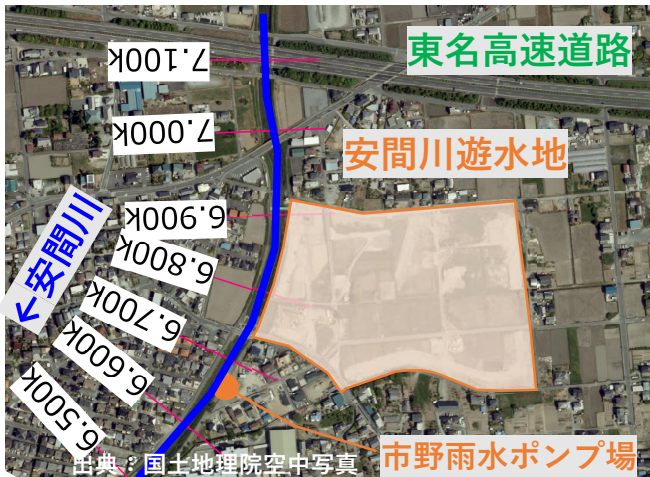 東名高速道路
7.100k
7.000k
安間川遊水地
6.900k
6.800k
←安間川
6.700k
6.600k
6.500k
市野雨水ポンプ場
出典:国土地理院空中写真